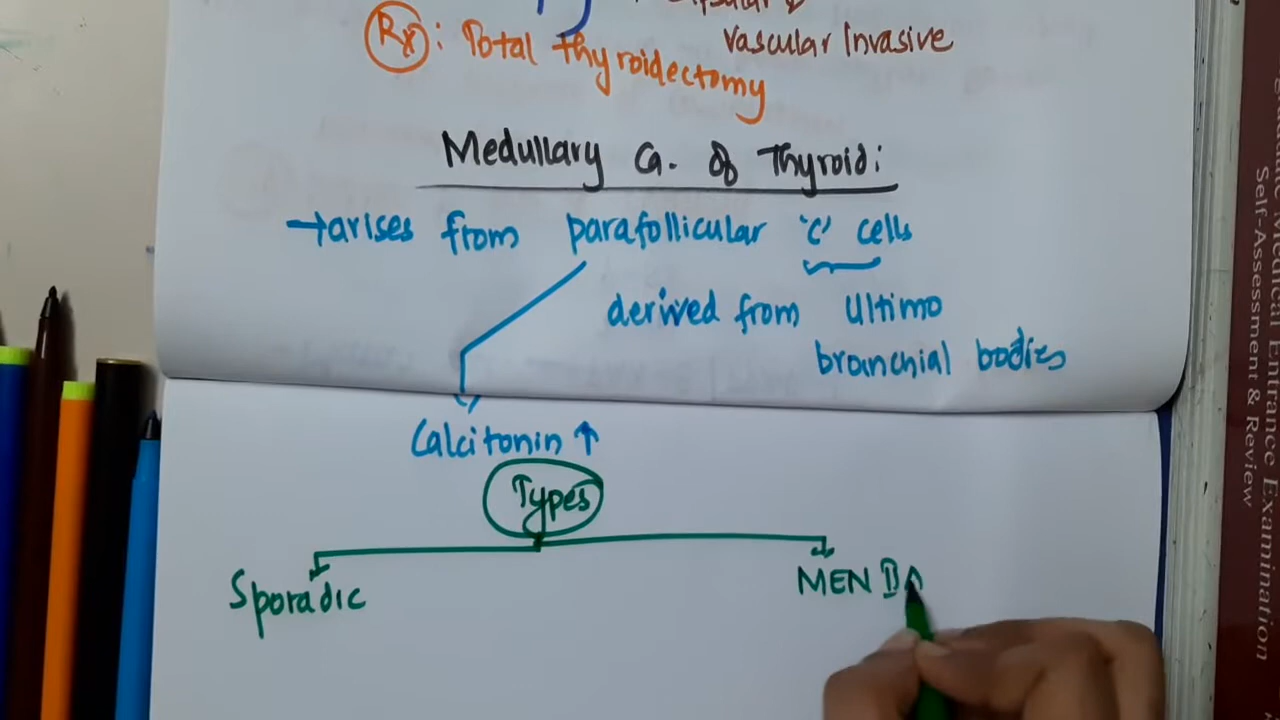 Rx: Total thyroidectomy
vascular Invasive
Medullary Ca. Of Thyroid:
→arises from parafollicular 'C' cells
derived from Ultimo
branchial bodies
Calcitonin ↑
Types
Sporadic
MEN
Medical Entrance Examination
Self-Assessment & Review